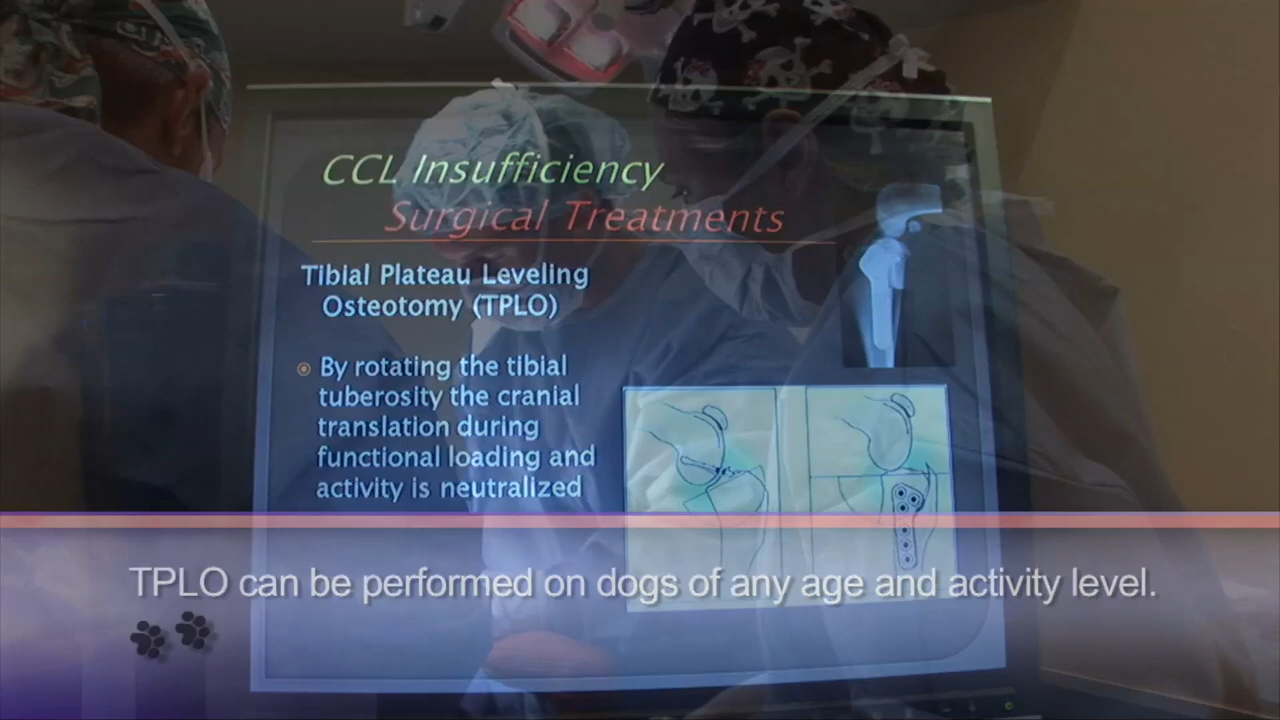 CCL Insufficiency
Surgical Treatments
Tibial Plateau Leveling
Osteotomy (TPLO)
By rotating the tibial
tuberosity the cranial
translation during
functional loading and
activity is neutralized
TPLO can be performed on dogs of any age and activity level.